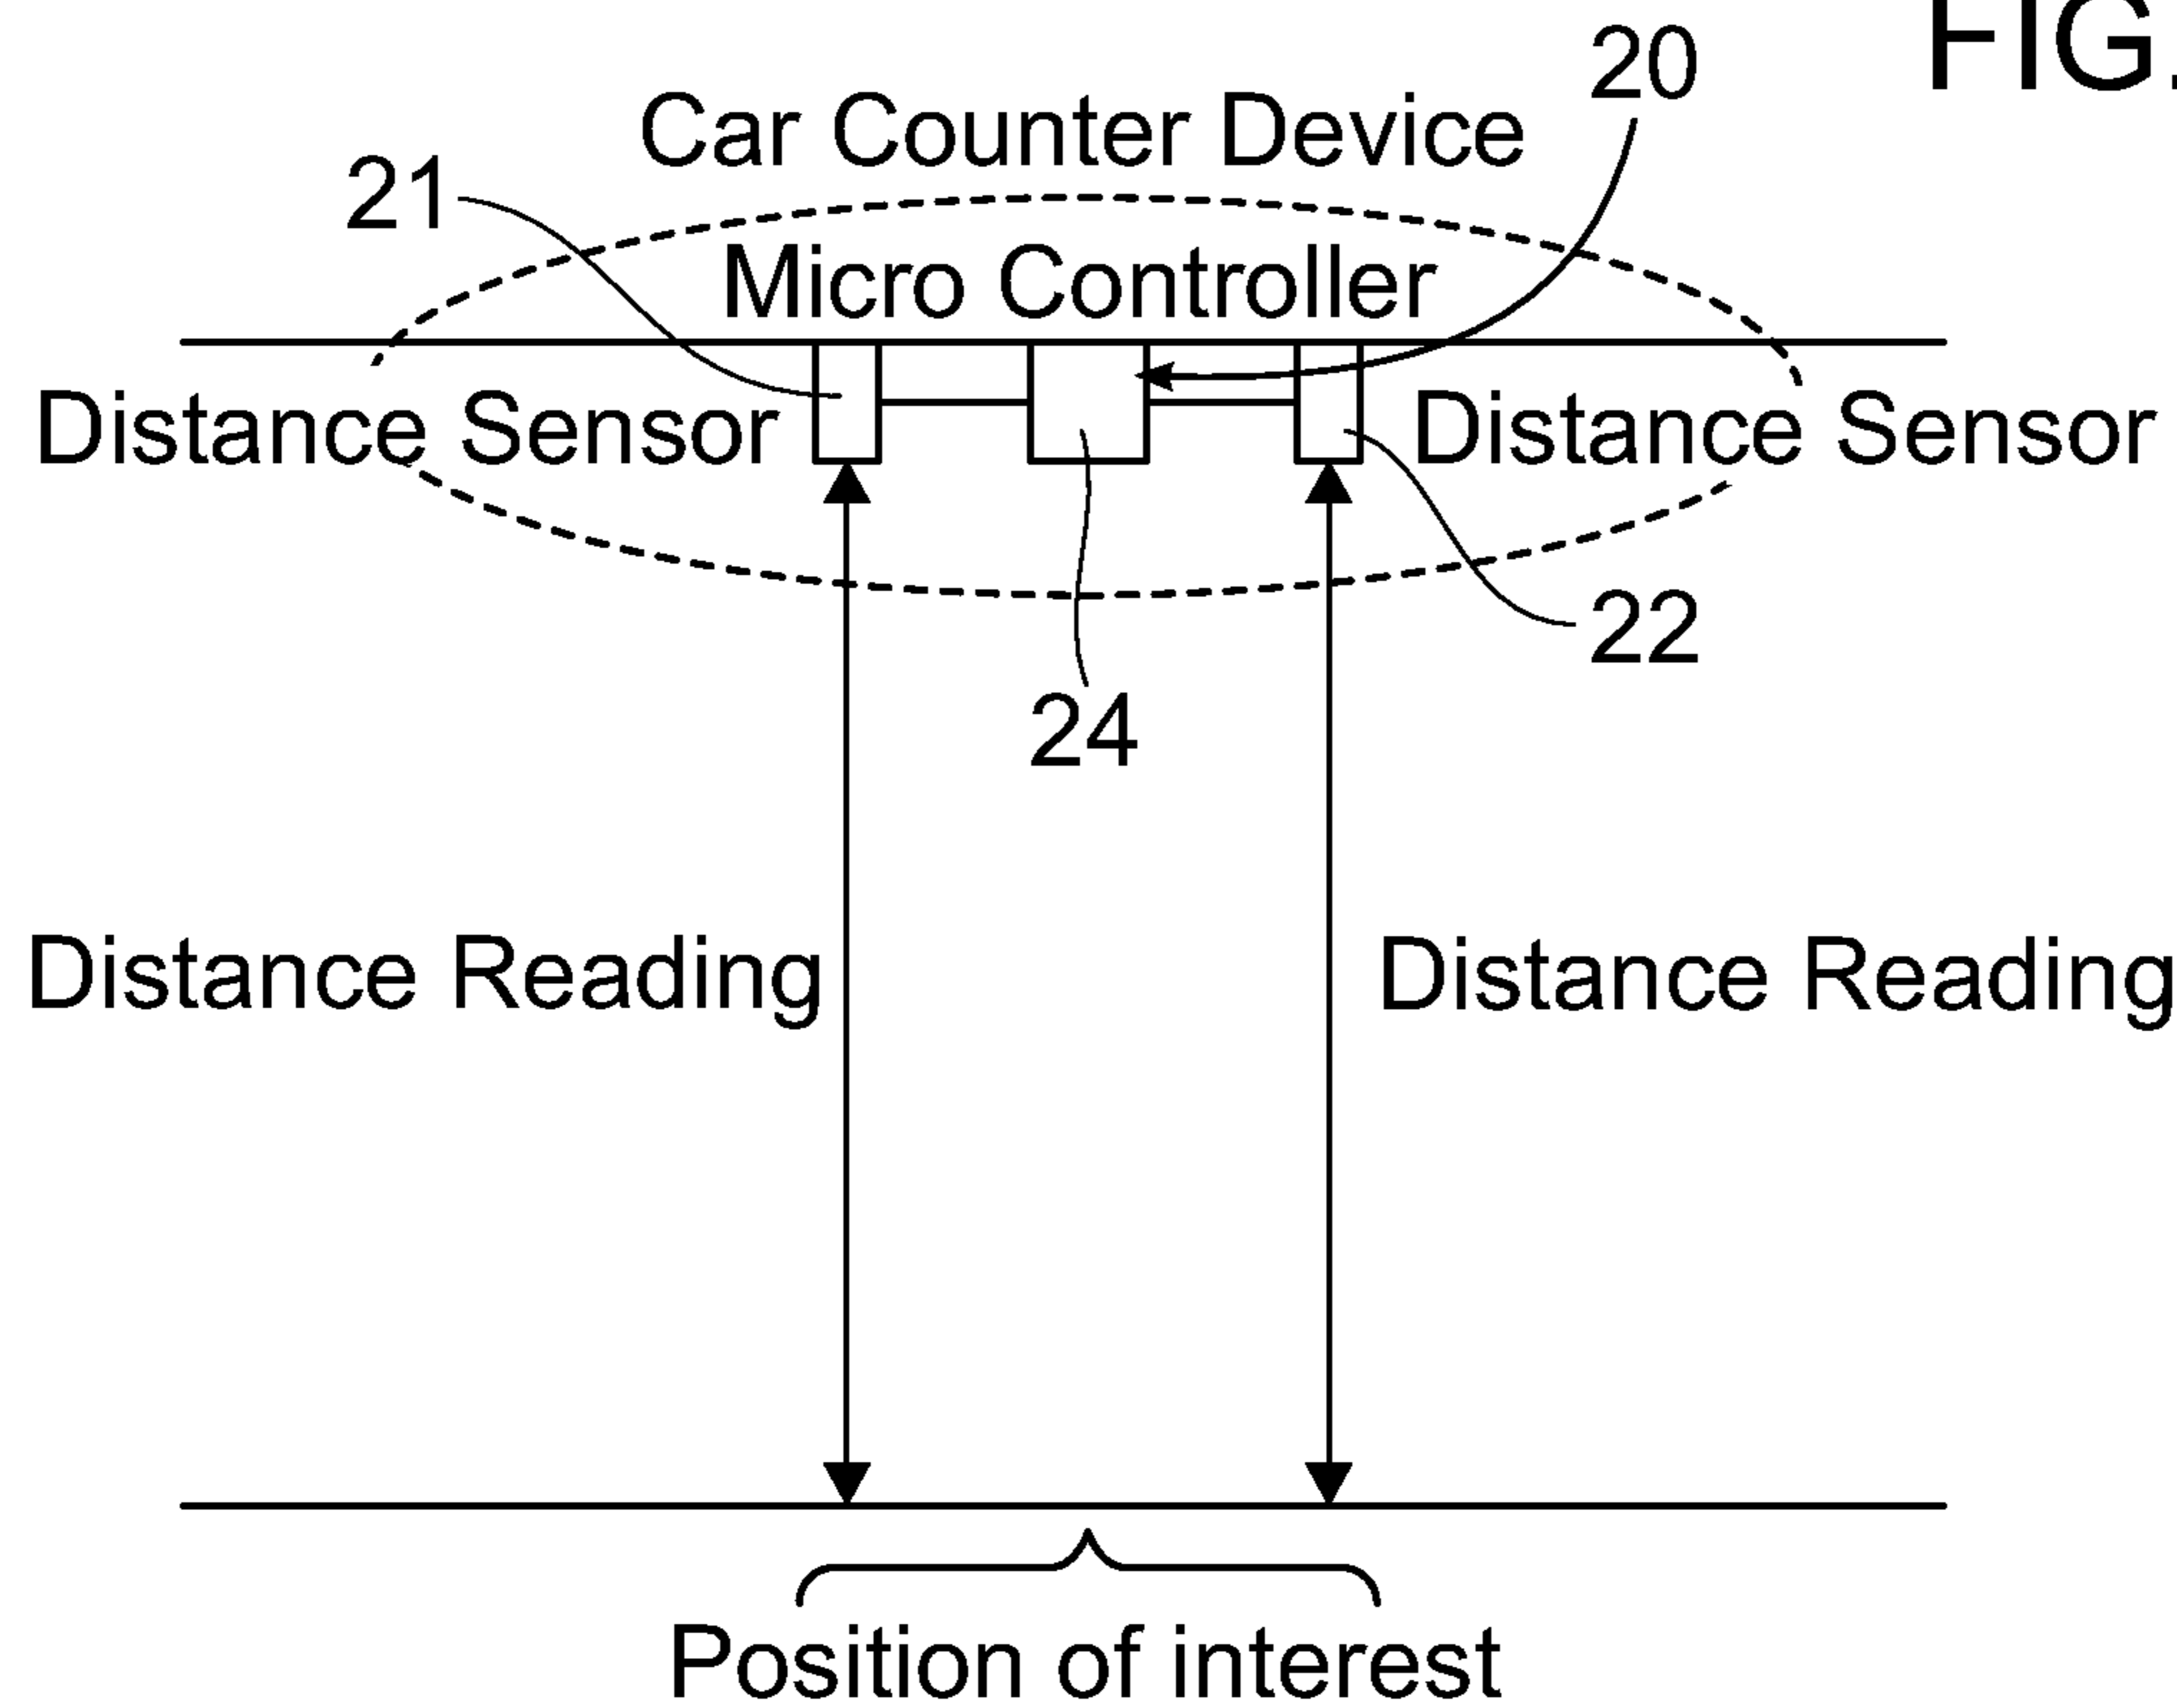 FIG.
20
Car Counter Device
21
Micro Controller
Distance Sensor
Distance Sensor
22
24
Distance Reading
Distance Reading
Position of interest